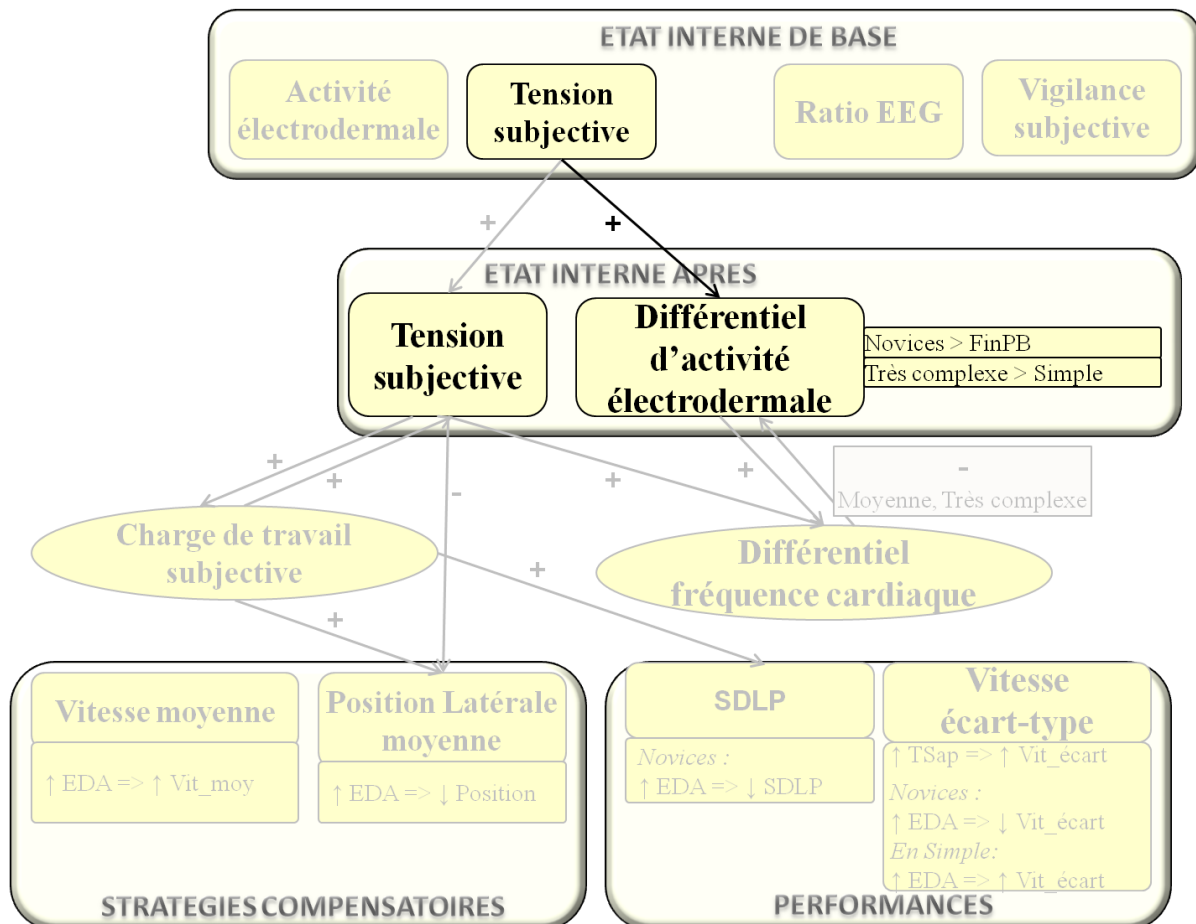 ETAT INTERNE DE BASE
Activité
électrodermale
Tension
subjective
Ratio EEG
Vigilance
subjective
+
+
ETAT INTERNE APRES
Tension
subjective
Différentiel
d’activité
électrodermale
Novices > FinPB
Très complexe > Simple
+
+
-
+
+
-
Moyenne, Très complexe
Charge de travail
subjective
+
Différentiel
fréquence cardiaque
+
Vitesse moyenne
↑ EDA => ↑ Vit_moy
Position Latérale
moyenne
↑ EDA => ↓ Position
STRATEGIES COMPENSATOIRES
SDLP
Novices :
↑ EDA => ↓ SDLP
Vitesse
écart-type
↑ TSap => ↑ Vit_écart
Novices :
↑ EDA => ↓ Vit_écart
En Simple:
↑ EDA => ↑ Vit_écart
PERFORMANCES